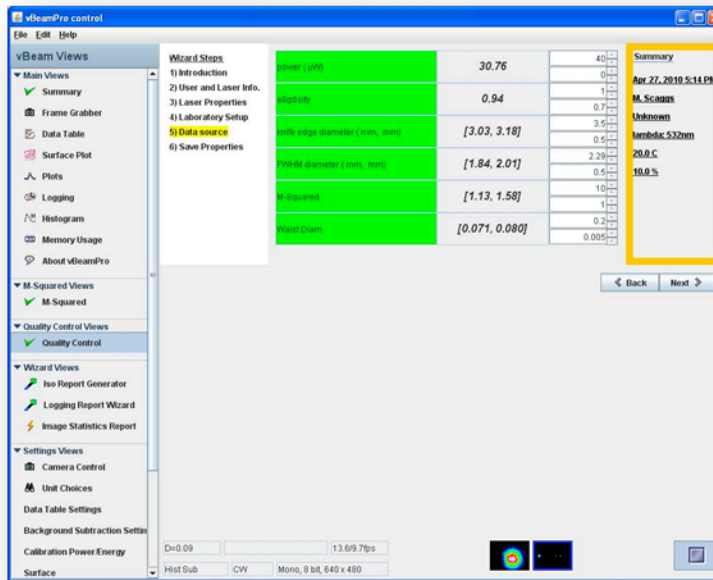 vBeamPro control
File Edit Help
vBeam Views
Main Views
Summary
Frame Grabber
Data Table
Surface Plot
Plots
Logging
Histogram
Memory Usage
About vBeamPro
M-Squared Views
M-Squared
Quality Control Views
Quality Control
Wizard Views
Iso Report Generator
Logging Report Wizard
Image Statistics Report
Settings Views
Camera Control
Unit Choices
Data Table Settings
Background Subtraction Settin
Calibration Power/Energy
Surface
Wizard Steps
1) Introduction
2) User and Laser Info.
3) Laser Properties
4) Laboratory Setup
5) Data source
6) Save Properties
power ( µW) 30.76 40 0
elliptisity 0.94 1 0.7
knife edge diameter ( mm, mm) [3.03, 3.18] 3.5 0.5
FWHM diameter ( mm, mm) [1.84, 2.01] 2.29 0.5
M-Squared [1.13, 1.58] 10 1
Waist Diam [0.071, 0.080] 0.2 0.005
Summary
Apr 27, 2010 5:14 PM
M. Scaggs
Unknown
lambda: 532nm
20.0 C
10.0 %
Back Next
D=0.09 13.6/9.7fps
Hist Sub CW Mono, 8 bit, 640 x 480